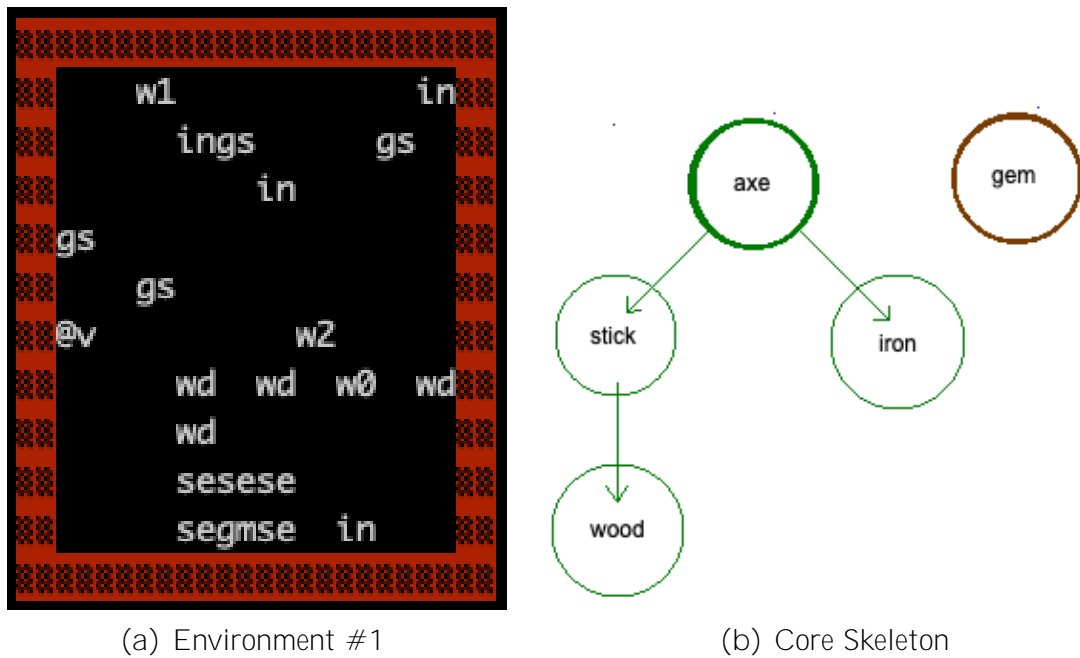 w1 in
ings gs
in
gs
gs
@v w2
wd wd w0 wd
wd
sesese
segmse in
(a) Environment #1
axe gem
stick iron
wood
(b) Core Skeleton